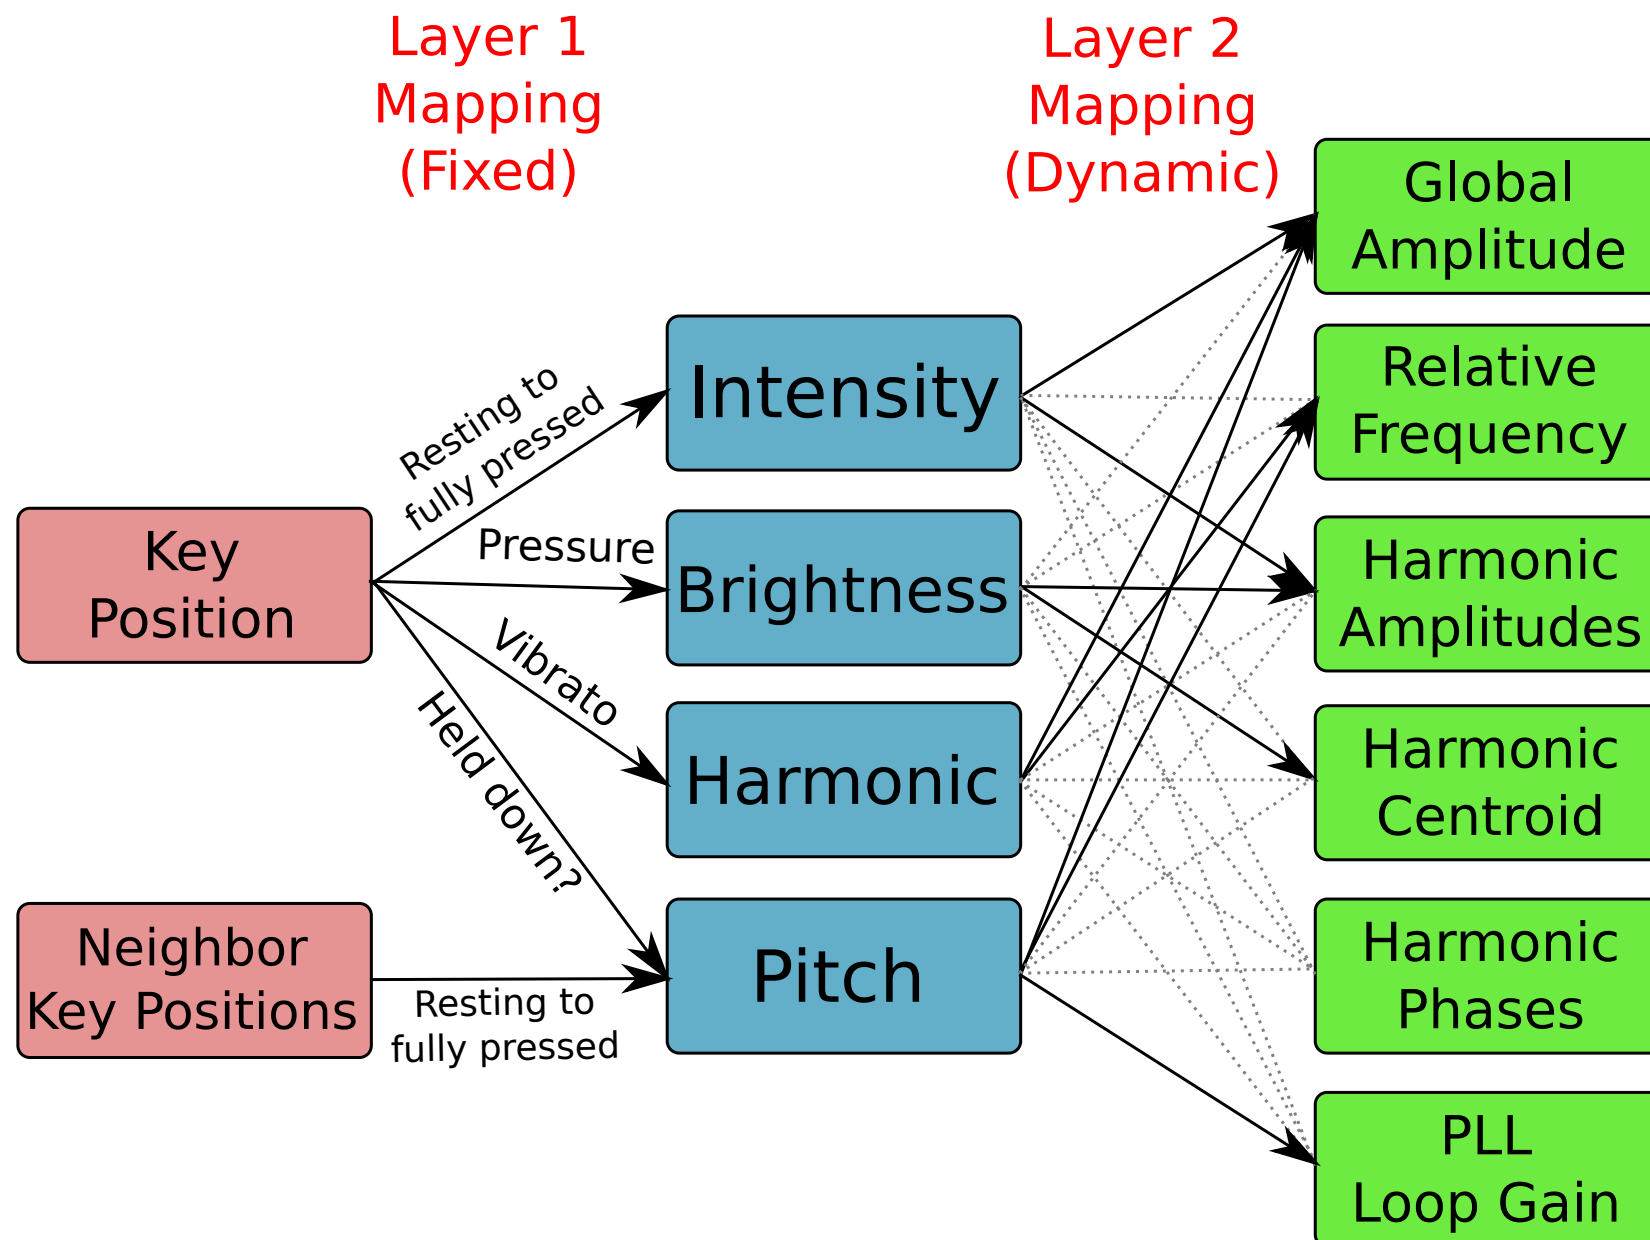 Layer 1
Mapping
(Fixed)
Layer 2
Mapping
(Dynamic)
Key
Position
Neighbor
Key Positions
Resting to
fully pressed
Pressure
Vibrato
Held down?
Resting to
fully pressed
Intensity
Brightness
Harmonic
Pitch
Global
Amplitude
Relative
Frequency
Harmonic
Amplitudes
Harmonic
Centroid
Harmonic
Phases
PLL
Loop Gain